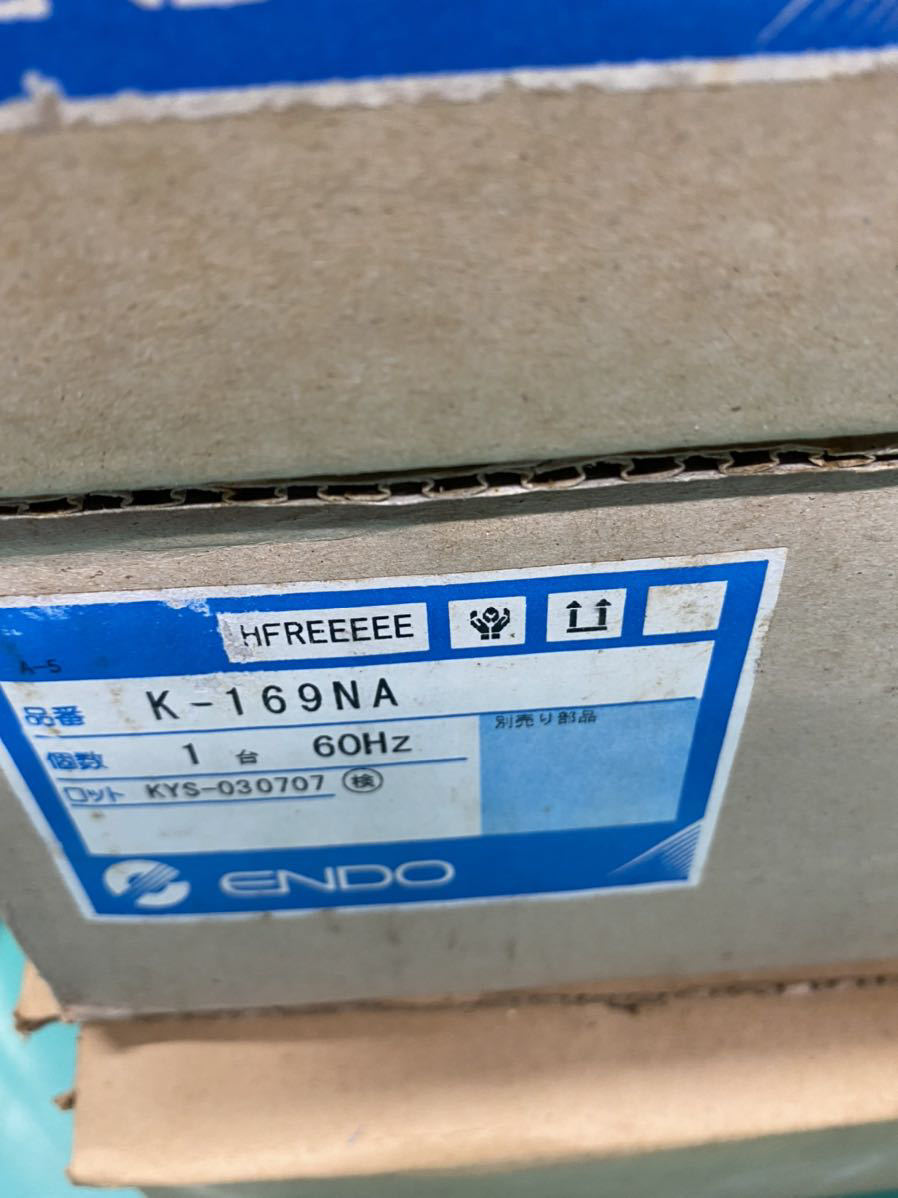 HFREEEEE
A-5
品番 K-169NA
個数 1 台 60Hz
別売り部品
ロット KYS-030707 検
ENDO